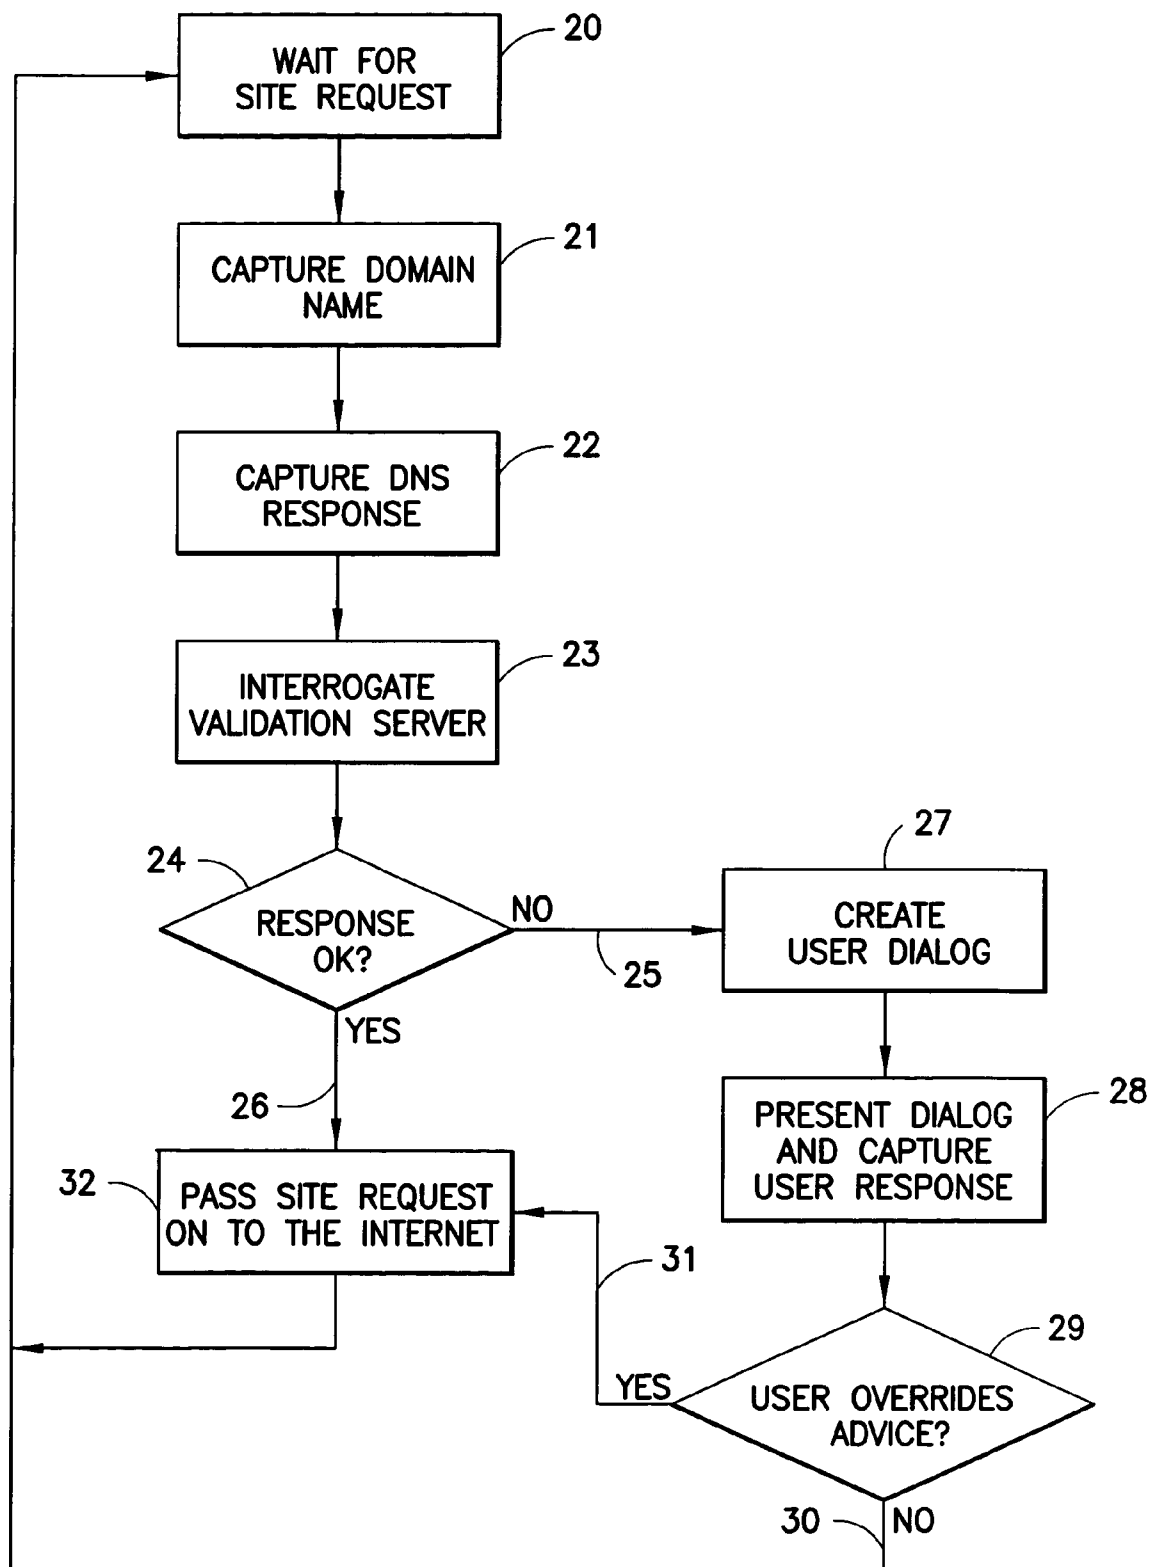 20
WAIT FOR
SITE REQUEST
21
CAPTURE DOMAIN
NAME
22
CAPTURE DNS
RESPONSE
23
INTERROGATE
VALIDATION SERVER
24
RESPONSE
OK?
NO
25
YES
26
27
CREATE
USER DIALOG
28
PRESENT DIALOG
AND CAPTURE
USER RESPONSE
32
PASS SITE REQUEST
ON TO THE INTERNET
31
29
YES
USER OVERRIDES
ADVICE?
30
NO